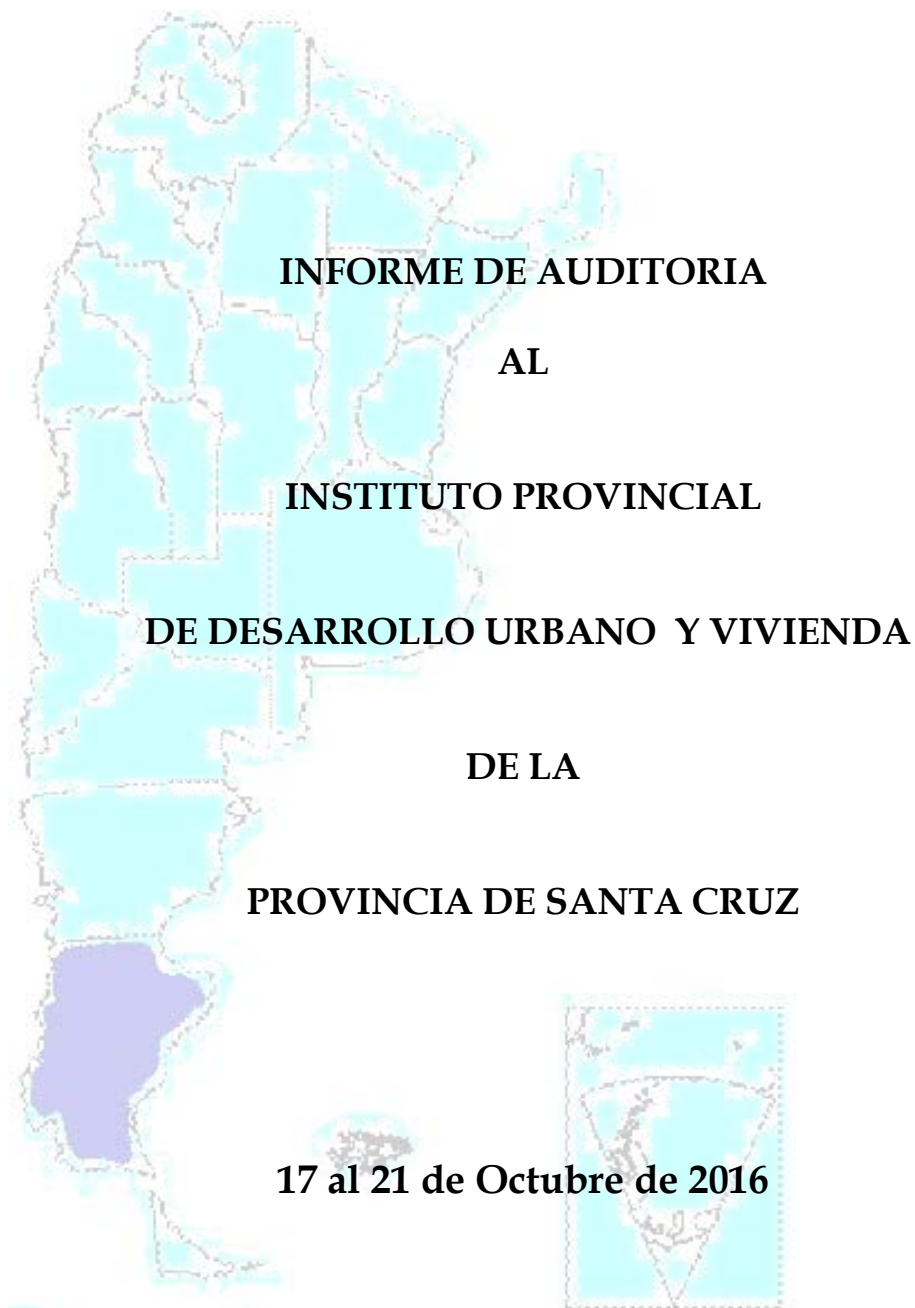 INFORME DE AUDITORIA
AL
INSTITUTO PROVINCIAL
DE DESARROLLO URBANO Y VIVIENDA
DE LA
PROVINCIA DE SANTA CRUZ
17 al 21 de Octubre de 2016